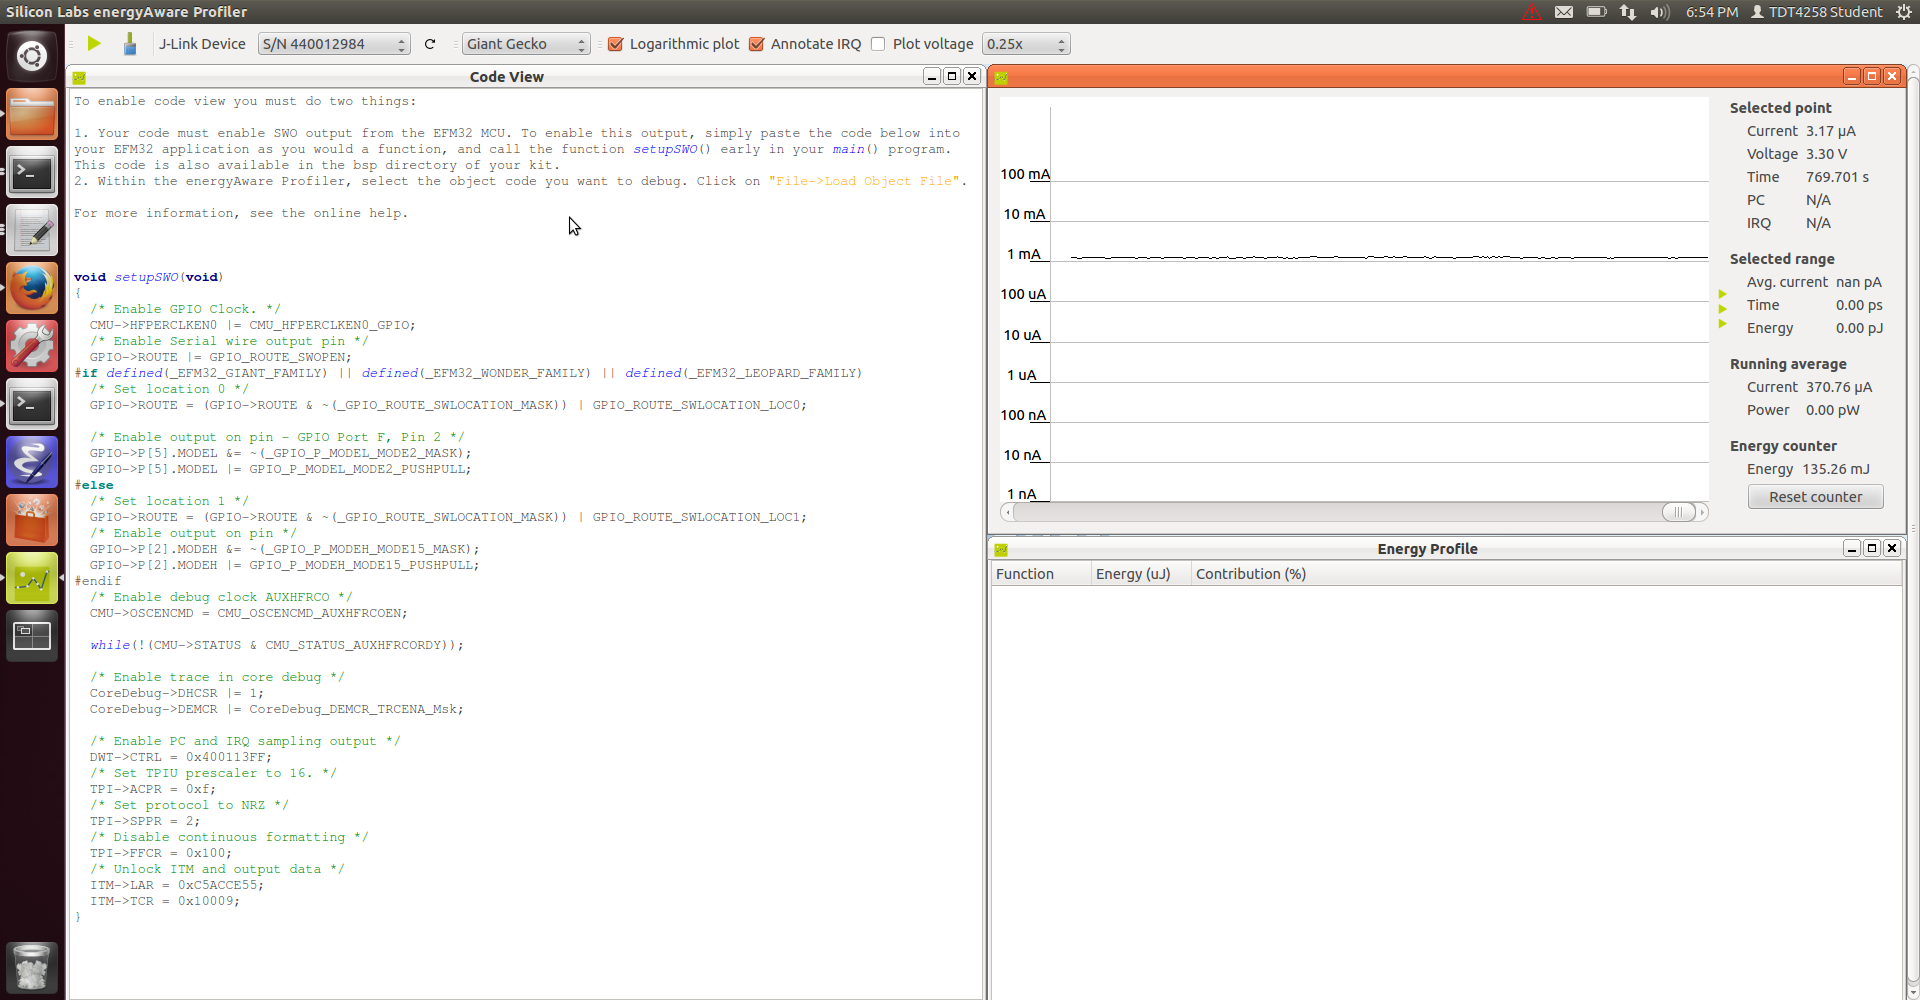 Silicon Labs energyAware Profiler
6:54 PM TDT4258 Student
J-Link Device S/N 440012984 Giant Gecko Logarithmic plot Annotate IRQ Plot voltage 0.25x
Code View
To enable code view you must do two things:
1. Your code must enable SWO output from the EFM32 MCU. To enable this output, simply paste the code below into
your EFM32 application as you would a function, and call the function setupSWO() early in your main() program.
This code is also available in the bsp directory of your kit.
2. Within the energyAware Profiler, select the object code you want to debug. Click on "File->Load Object File".
For more information, see the online help.
void setupSWO(void)
{
/* Enable GPIO Clock. */
CMU->HFPERCLKEN0 |= CMU_HFPERCLKEN0_GPIO;
/* Enable Serial wire output pin */
GPIO->ROUTE |= GPIO_ROUTE_SWOPEN;
#if defined(_EFM32_GIANT_FAMILY) || defined(_EFM32_WONDER_FAMILY) || defined(_EFM32_LEOPARD_FAMILY)
/* Set location 0 */
GPIO->ROUTE = (GPIO->ROUTE & ~(_GPIO_ROUTE_SWLOCATION_MASK)) | GPIO_ROUTE_SWLOCATION_LOC0;
/* Enable output on pin - GPIO Port F, Pin 2 */
GPIO->P[5].MODEL &= ~(_GPIO_P_MODEL_MODE2_MASK);
GPIO->P[5].MODEL |= GPIO_P_MODEL_MODE2_PUSHPULL;
#else
/* Set location 1 */
GPIO->ROUTE = (GPIO->ROUTE & ~(_GPIO_ROUTE_SWLOCATION_MASK)) | GPIO_ROUTE_SWLOCATION_LOC1;
/* Enable output on pin */
GPIO->P[2].MODEH &= ~(_GPIO_P_MODEH_MODE15_MASK);
GPIO->P[2].MODEH |= GPIO_P_MODEH_MODE15_PUSHPULL;
#endif
/* Enable debug clock AUXHFRCO */
CMU->OSCENCMD = CMU_OSCENCMD_AUXHFRCOEN;
while(!(CMU->STATUS & CMU_STATUS_AUXHFRCORDY));
/* Enable trace in core debug */
CoreDebug->DHCSR |= 1;
CoreDebug->DEMCR |= CoreDebug_DEMCR_TRCENA_Msk;
/* Enable PC and IRQ sampling output */
DWT->CTRL = 0x400113FF;
/* Set TPIU prescaler to 16. */
TPI->ACPR = 0xf;
/* Set protocol to NRZ */
TPI->SPPR = 2;
/* Disable continuous formatting */
TPI->FFCR = 0x100;
/* Unlock ITM and output data */
ITM->LAR = 0xC5ACCE55;
ITM->TCR = 0x10009;
}
100 mA
10 mA
1 mA
100 uA
10 uA
1 uA
100 nA
10 nA
1 nA
Selected point
Current 3.17 µA
Voltage 3.30 V
Time 769.701 s
PC N/A
IRQ N/A
Selected range
Avg. current nan pA
Time 0.00 ps
Energy 0.00 pJ
Running average
Current 370.76 µA
Power 0.00 pW
Energy counter
Energy 135.26 mJ
Reset counter
Energy Profile
Function Energy (uJ) Contribution (%)